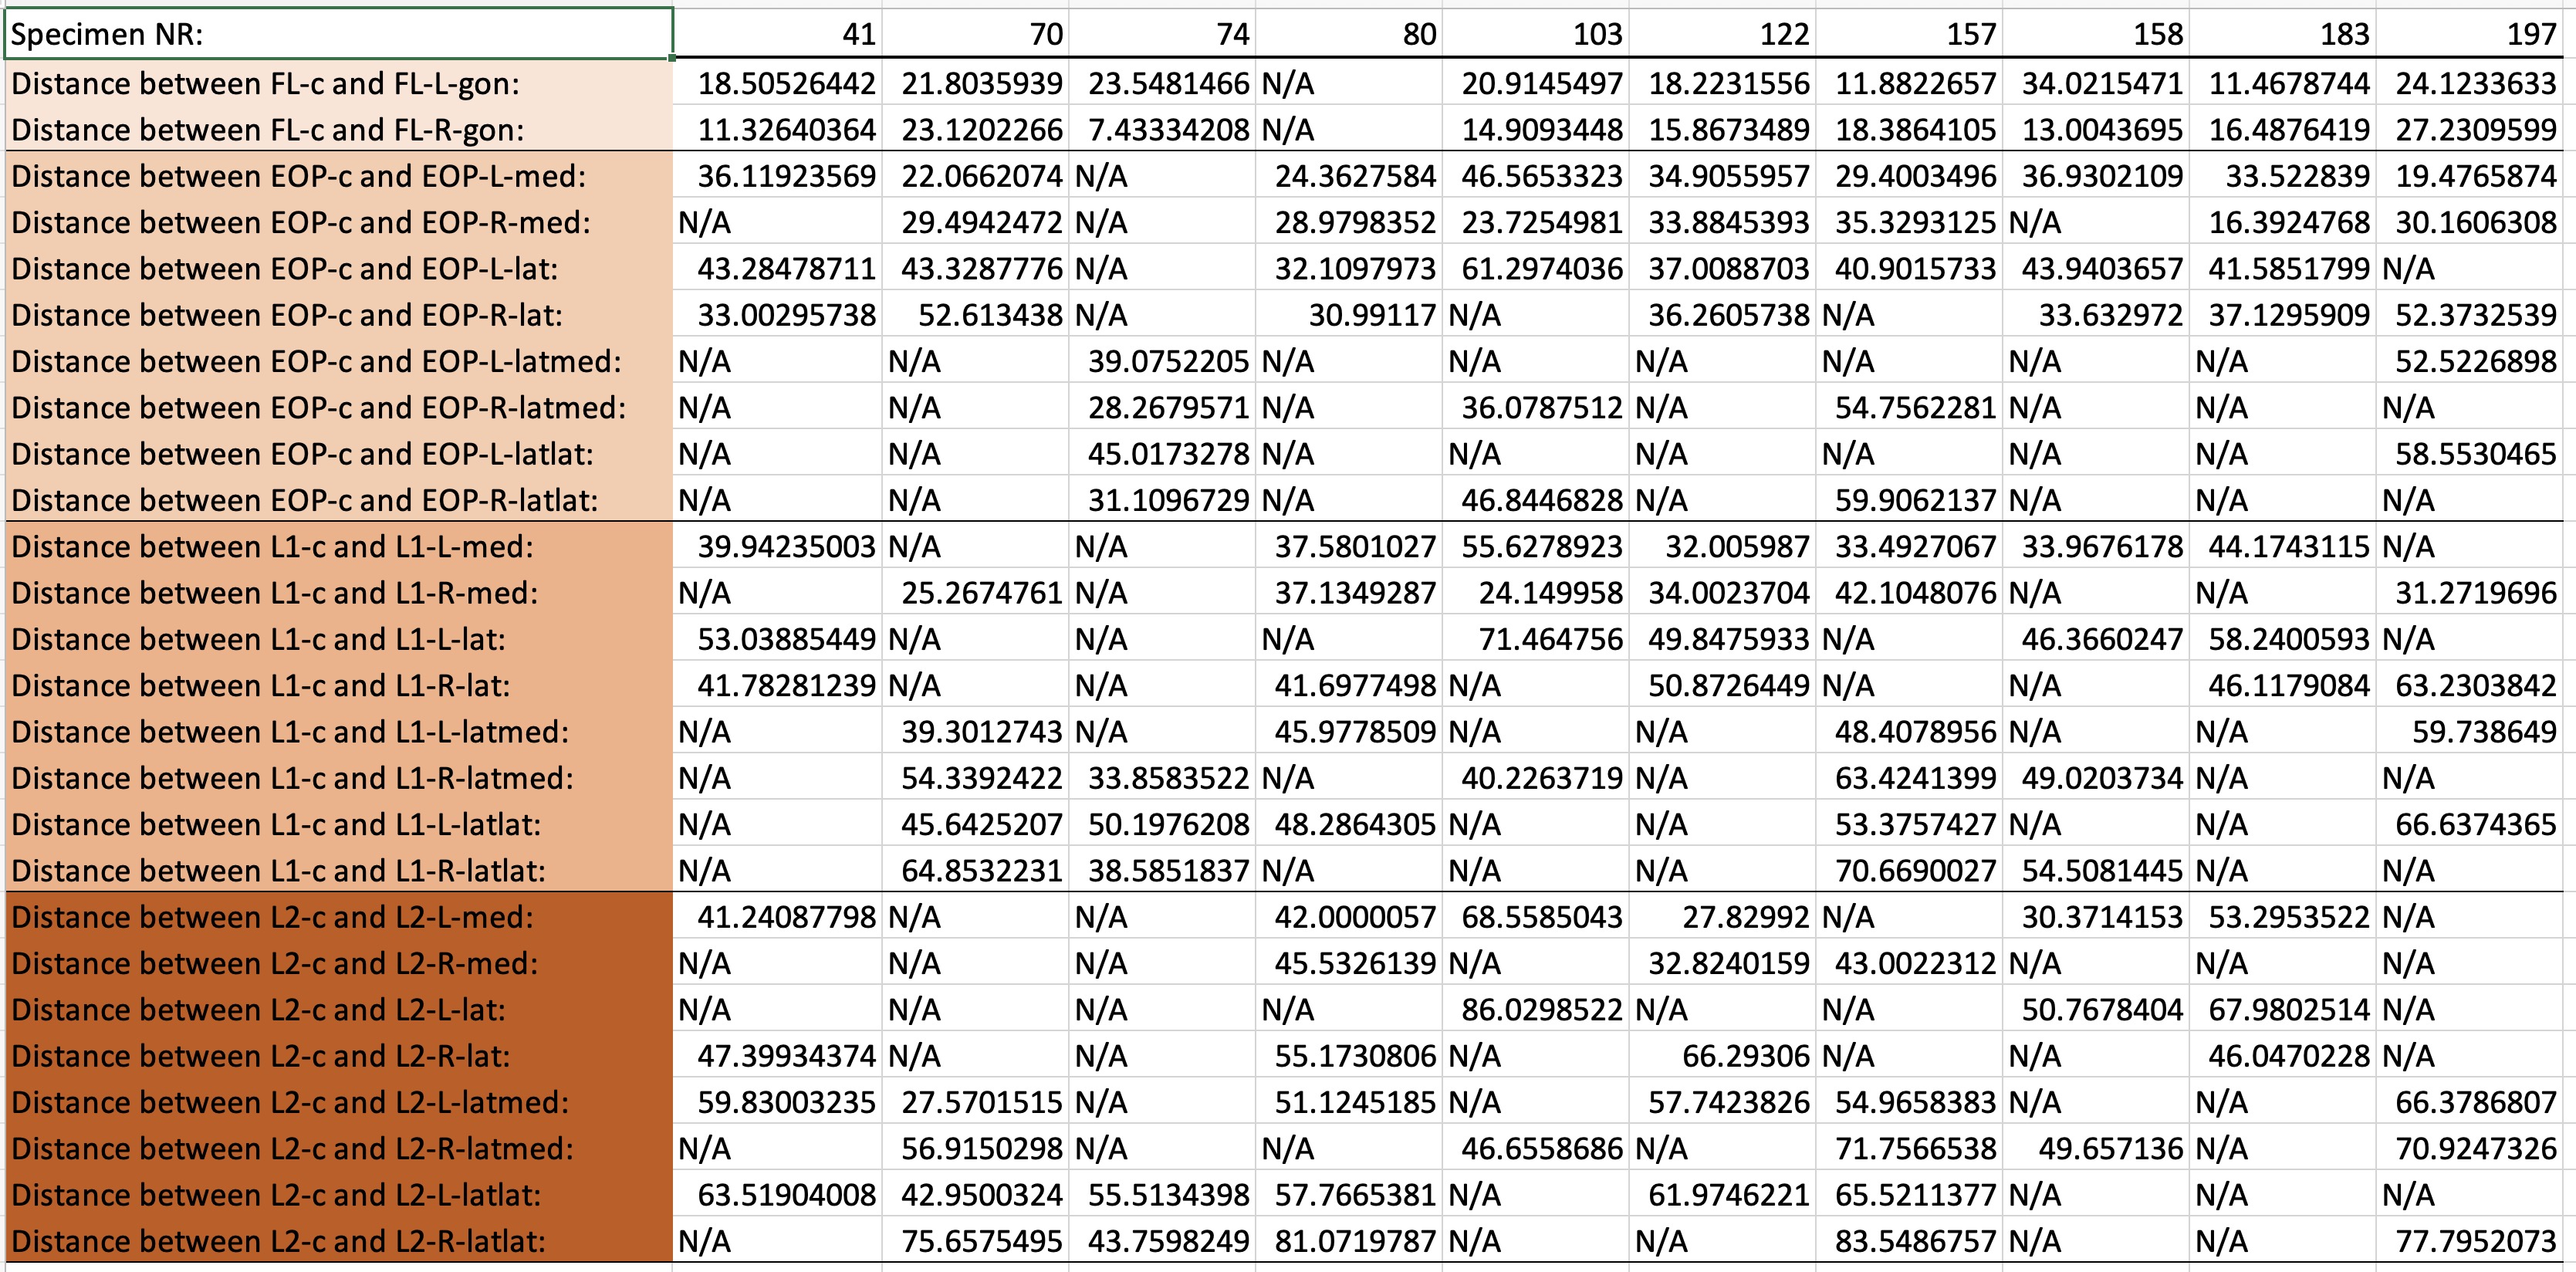 Specimen NR: 41 70 74 80 103 122 157 158 183 197
Distance between FL-c and FL-L-gon: 18.50526442 21.8035939 23.5481466 N/A 20.9145497 18.2231556 11.8822657 34.0215471 11.4678744 24.1233633
Distance between FL-c and FL-R-gon: 11.32640364 23.1202266 7.43334208 N/A 14.9093448 15.8673489 18.3864105 13.0043695 16.4876419 27.2309599
Distance between EOP-c and EOP-L-med: 36.11923569 22.0662074 N/A 24.3627584 46.5653323 34.9055957 29.4003496 36.9302109 33.522839 19.4765874
Distance between EOP-c and EOP-R-med: N/A 29.4942472 N/A 28.9798352 23.7254981 33.8845393 35.3293125 N/A 16.3924768 30.1606308
Distance between EOP-c and EOP-L-lat: 43.28478711 43.3287776 N/A 32.1097973 61.2974036 37.0088703 40.9015733 43.9403657 41.5851799 N/A
Distance between EOP-c and EOP-R-lat: 33.00295738 52.613438 N/A 30.99117 N/A 36.2605738 N/A 33.632972 37.1295909 52.3732539
Distance between EOP-c and EOP-L-latmed: N/A N/A 39.0752205 N/A N/A N/A N/A N/A N/A 52.5226898
Distance between EOP-c and EOP-R-latmed: N/A N/A 28.2679571 N/A 36.0787512 N/A 54.7562281 N/A N/A N/A
Distance between EOP-c and EOP-L-latlat: N/A N/A 45.0173278 N/A N/A N/A N/A N/A N/A 58.5530465
Distance between EOP-c and EOP-R-latlat: N/A N/A 31.1096729 N/A 46.8446828 N/A 59.9062137 N/A N/A N/A
Distance between L1-c and L1-L-med: 39.94235003 N/A N/A 37.5801027 55.6278923 32.005987 33.4927067 33.9676178 44.1743115 N/A
Distance between L1-c and L1-R-med: N/A 25.2674761 N/A 37.1349287 24.149958 34.0023704 42.1048076 N/A N/A 31.2719696
Distance between L1-c and L1-L-lat: 53.03885449 N/A N/A N/A 71.464756 49.8475933 N/A 46.3660247 58.2400593 N/A
Distance between L1-c and L1-R-lat: 41.78281239 N/A N/A 41.6977498 N/A 50.8726449 N/A N/A 46.1179084 63.2303842
Distance between L1-c and L1-L-latmed: N/A 39.3012743 N/A 45.9778509 N/A N/A 48.4078956 N/A N/A 59.738649
Distance between L1-c and L1-R-latmed: N/A 54.3392422 33.8583522 N/A 40.2263719 N/A 63.4241399 49.0203734 N/A N/A
Distance between L1-c and L1-L-latlat: N/A 45.6425207 50.1976208 48.2864305 N/A N/A 53.3757427 N/A N/A 66.6374365
Distance between L1-c and L1-R-latlat: N/A 64.8532231 38.5851837 N/A N/A N/A 70.6690027 54.5081445 N/A N/A
Distance between L2-c and L2-L-med: 41.24087798 N/A N/A 42.0000057 68.5585043 27.82992 N/A 30.3714153 53.2953522 N/A
Distance between L2-c and L2-R-med: N/A N/A N/A 45.5326139 N/A 32.8240159 43.0022312 N/A N/A N/A
Distance between L2-c and L2-L-lat: N/A N/A N/A N/A 86.0298522 N/A N/A 50.7678404 67.9802514 N/A
Distance between L2-c and L2-R-lat: 47.39934374 N/A N/A 55.1730806 N/A 66.29306 N/A N/A 46.0470228 N/A
Distance between L2-c and L2-L-latmed: 59.83003235 27.5701515 N/A 51.1245185 N/A 57.7423826 54.9658383 N/A N/A 66.3786807
Distance between L2-c and L2-R-latmed: N/A 56.9150298 N/A N/A 46.6558686 N/A 71.7566538 49.657136 N/A 70.9247326
Distance between L2-c and L2-L-latlat: 63.51904008 42.9500324 55.5134398 57.7665381 N/A 61.9746221 65.5211377 N/A N/A N/A
Distance between L2-c and L2-R-latlat: N/A 75.6575495 43.7598249 81.0719787 N/A N/A 83.5486757 N/A N/A 77.7952073